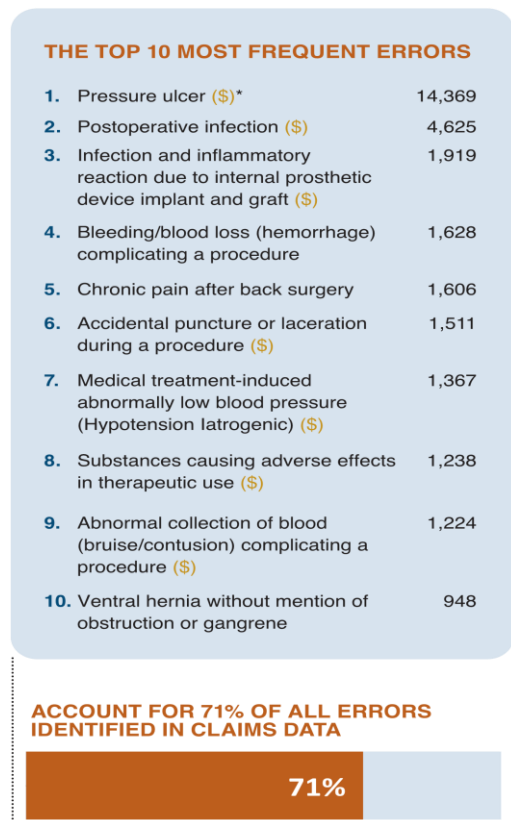 THE TOP 10 MOST FREQUENT ERRORS
1. Pressure ulcer ($)* 14,369
2. Postoperative infection ($) 4,625
3. Infection and inflammatory 1,919
reaction due to internal prosthetic
device implant and graft ($)
4. Bleeding/blood loss (hemorrhage) 1,628
complicating a procedure
5. Chronic pain after back surgery 1,606
6. Accidental puncture or laceration 1,511
during a procedure ($)
7. Medical treatment-induced 1,367
abnormally low blood pressure
(Hypotension Iatrogenic) ($)
8. Substances causing adverse effects 1,238
in therapeutic use ($)
9. Abnormal collection of blood 1,224
(bruise/contusion) complicating a
procedure ($)
10. Ventral hernia without mention of 948
obstruction or gangrene
ACCOUNT FOR 71% OF ALL ERRORS
IDENTIFIED IN CLAIMS DATA
71%